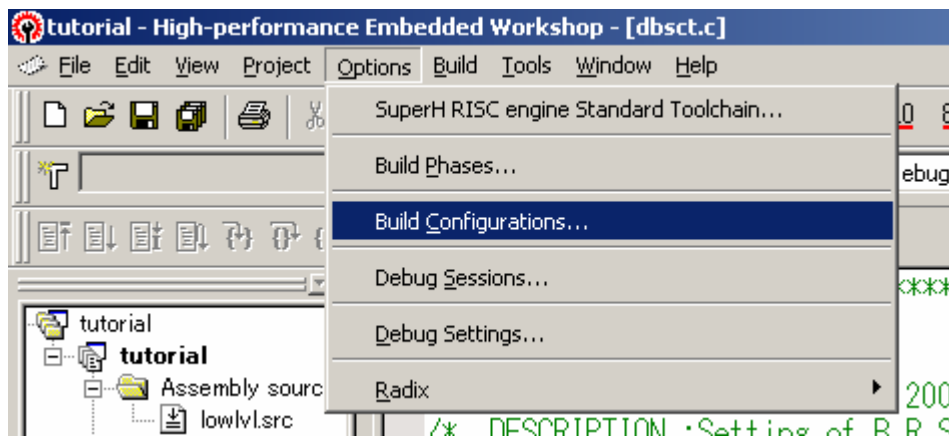 tutorial - High-performance Embedded Workshop - [dbsct.c]
File Edit View Project Options Build Tools Window Help
SuperH RISC engine Standard Toolchain...
Build Phases...
ebug
Build Configurations...
Debug Sessions...
***
tutorial
Debug Settings...
tutorial
Assembly sourc
Radix
200
lowlvl.src
/* DESCRIPTION :Setting of B,R S